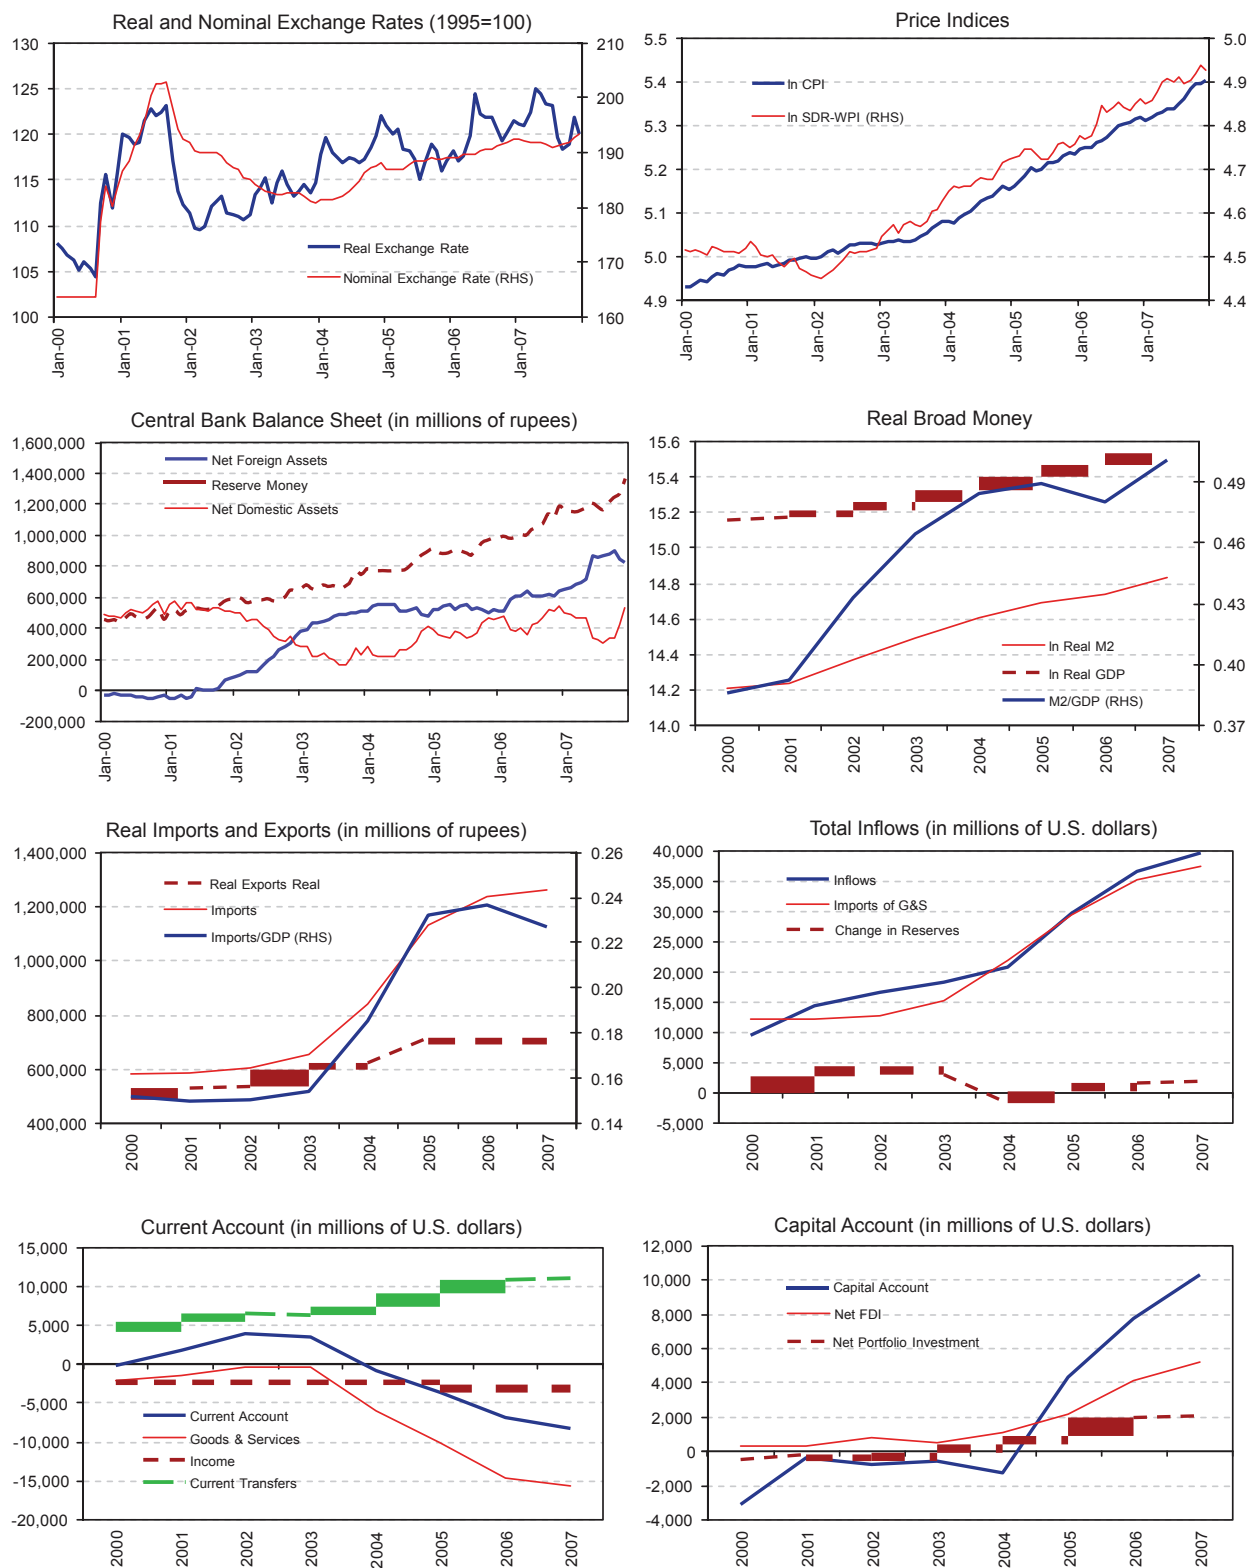 Real and Nominal Exchange Rates (1995=100)
130
125
120
115
110
105
100
210
200
190
180
170
160
Real Exchange Rate
Nominal Exchange Rate (RHS)
Jan-00
Jan-01
Jan-02
Jan-03
Jan-04
Jan-05
Jan-06
Jan-07
Price Indices
5.5
5.4
5.3
5.2
5.1
5.0
4.9
5.0
4.9
4.8
4.7
4.6
4.5
4.4
ln CPI
ln SDR-WPI (RHS)
Jan-00
Jan-01
Jan-02
Jan-03
Jan-04
Jan-05
Jan-06
Jan-07
Central Bank Balance Sheet (in millions of rupees)
1,600,000
1,400,000
1,200,000
1,000,000
800,000
600,000
400,000
200,000
0
-200,000
Net Foreign Assets
Reserve Money
Net Domestic Assets
Jan-00
Jan-01
Jan-02
Jan-03
Jan-04
Jan-05
Jan-06
Jan-07
Real Broad Money
15.6
15.4
15.2
15.0
14.8
14.6
14.4
14.2
14.0
0.49
0.46
0.43
0.40
0.37
ln Real M2
ln Real GDP
M2/GDP (RHS)
2000
2001
2002
2003
2004
2005
2006
2007
Real Imports and Exports (in millions of rupees)
1,400,000
1,200,000
1,000,000
800,000
600,000
400,000
0.26
0.24
0.22
0.20
0.18
0.16
0.14
Real Exports Real
Imports
Imports/GDP (RHS)
2000
2001
2002
2003
2004
2005
2006
2007
Total Inflows (in millions of U.S. dollars)
40,000
35,000
30,000
25,000
20,000
15,000
10,000
5,000
0
-5,000
Inflows
Imports of G&S
Change in Reserves
2000
2001
2002
2003
2004
2005
2006
2007
Current Account (in millions of U.S. dollars)
15,000
10,000
5,000
0
-5,000
-10,000
-15,000
-20,000
Current Account
Goods & Services
Income
Current Transfers
2000
2001
2002
2003
2004
2005
2006
2007
Capital Account (in millions of U.S. dollars)
12,000
10,000
8,000
6,000
4,000
2,000
0
-2,000
-4,000
Capital Account
Net FDI
Net Portfolio Investment
2000
2001
2002
2003
2004
2005
2006
2007